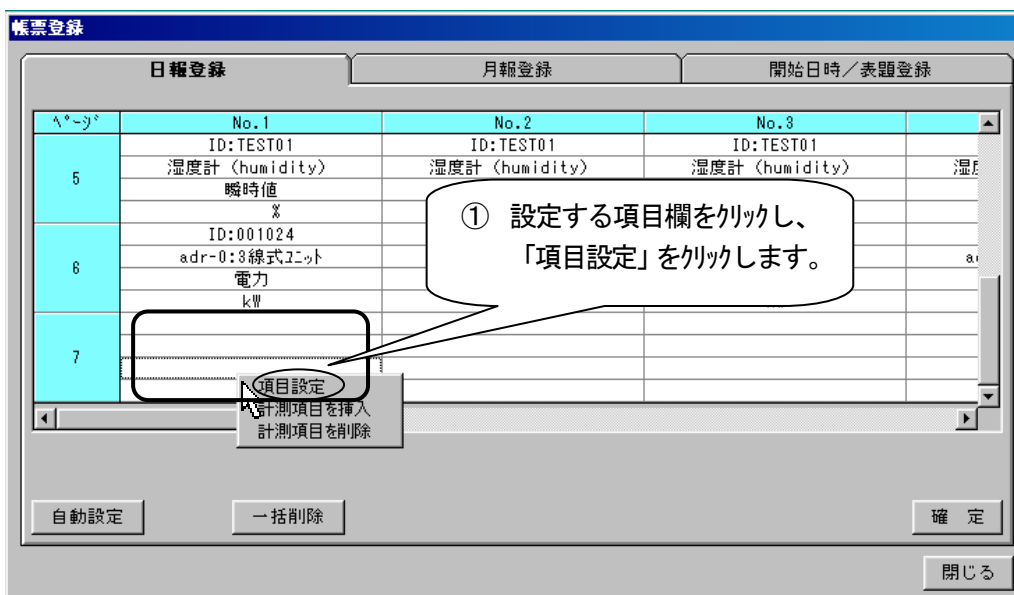 帳票登録
日報登録
月報登録
開始日時／表題登録
ﾍﾟｰｼﾞ No.1 No.2 No.3
5
ID:TEST01 ID:TEST01 ID:TEST01
湿度計 (humidity) 湿度計 (humidity) 湿度計 (humidity)
瞬時値
%
6
ID:001024
adr-0:3線式ﾕﾆｯﾄ
電力
kW
7
① 設定する項目欄をｸﾘｯｸし、
「項目設定」をｸﾘｯｸします。
項目設定
計測項目を挿入
計測項目を削除
自動設定
一括削除
確 定
閉じる